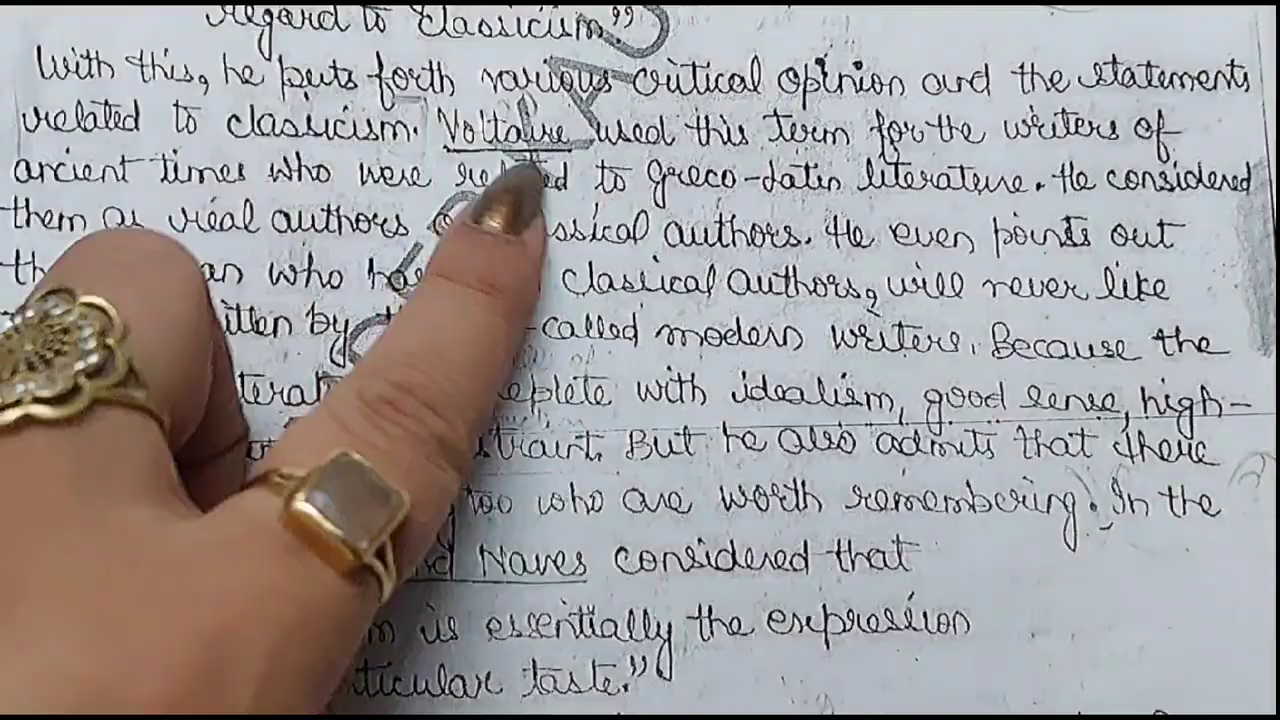 regard to Classicism."
With this, he puts forth various critical opinion and the statements
related to classicism. Voltaire used this term for the writers of
ancient times who were related to Greco-Latin literature. He considered
them as real authors classical authors. He even points out
who classical authors, will never like
by -called modern writers. Because the
with idealism, good sense, high-
But he also admits that there
too who are worth remembering. In the
Naves considered that
is essentially the expression
taste."